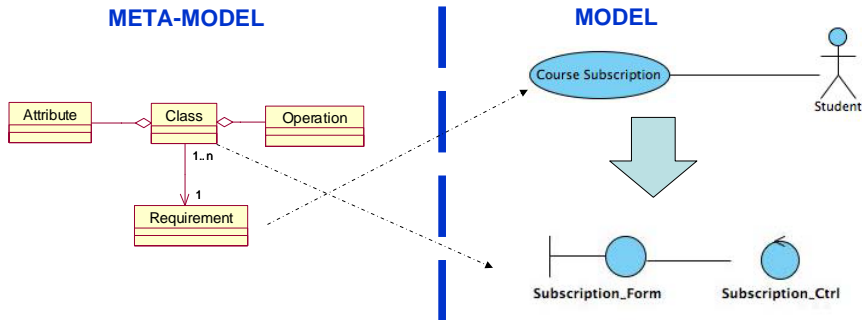 META-MODEL
MODEL
Attribute
Class
Operation
1..n
1
Requirement
Course Subscription
Student
Subscription_Form
Subscription_Ctrl